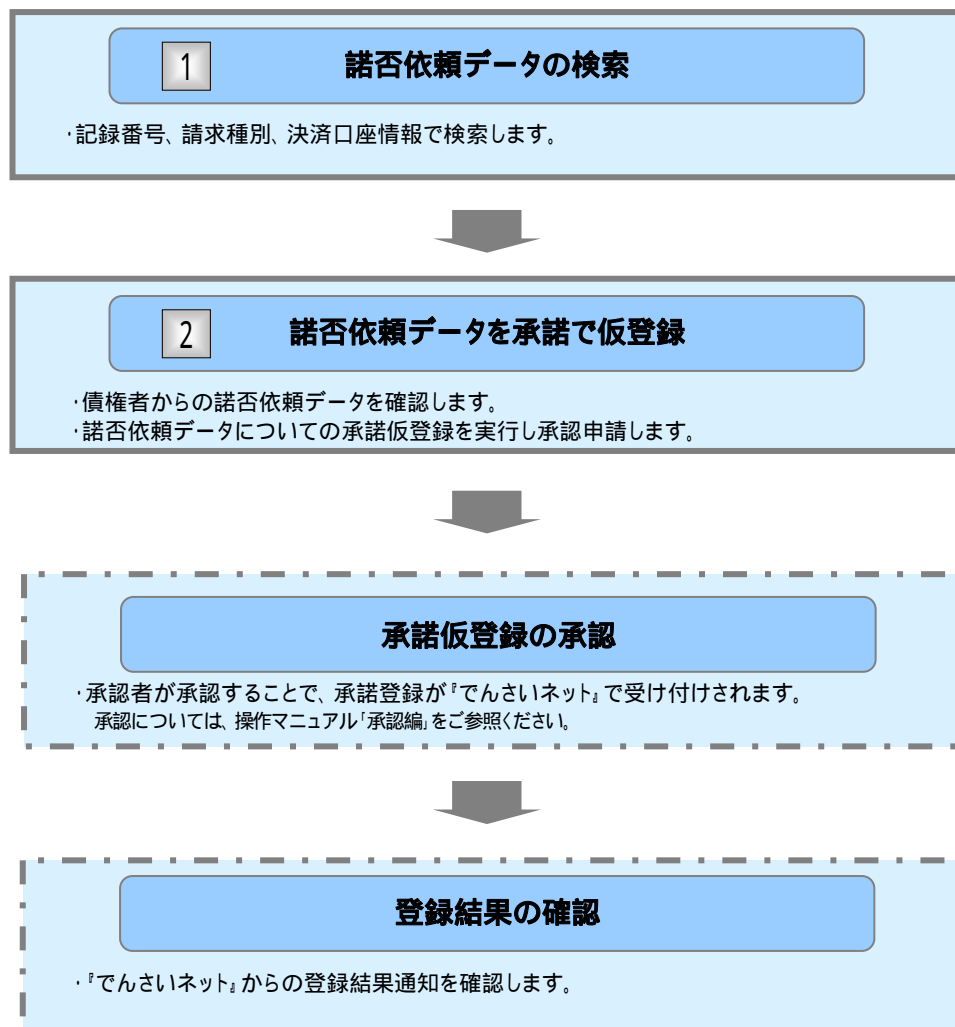 1 諾否依頼データの検索
・記録番号、請求種別、決済口座情報で検索します。
2 諾否依頼データを承諾で仮登録
・債権者からの諾否依頼データを確認します。
・諾否依頼データについての承諾仮登録を実行し承認申請します。
承諾仮登録の承認
・承認者が承認することで、承諾登録が『でんさいネット』で受け付けされます。
承認については、操作マニュアル「承認編」をご参照ください。
登録結果の確認
・『でんさいネット』からの登録結果通知を確認します。